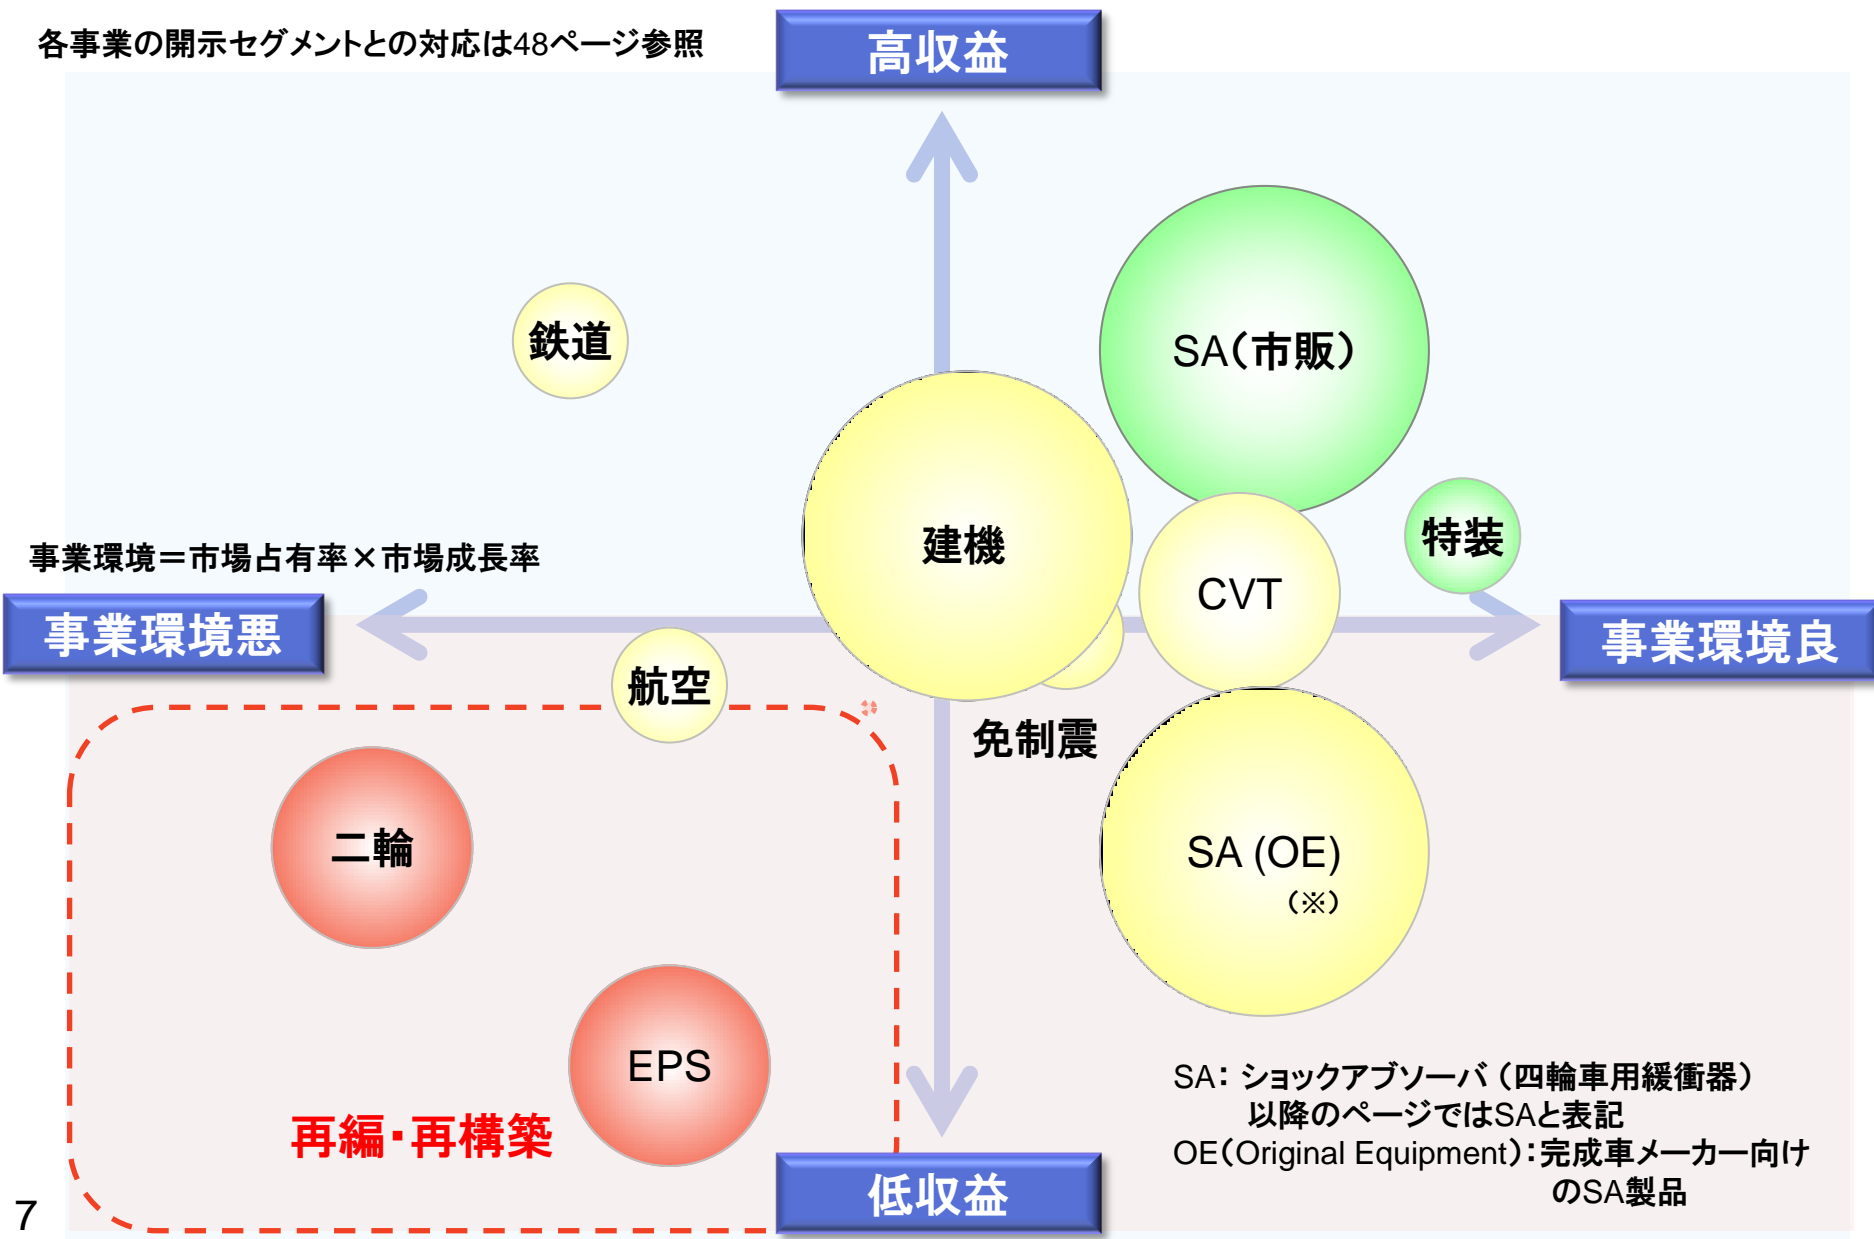 各事業の開示セグメントとの対応は48ページ参照
高収益
鉄道
SA(市販)
建機
特装
事業環境＝市場占有率×市場成長率
CVT
事業環境悪
事業環境良
航空
免制震
二輪
SA (OE)
(※)
EPS
再編・再構築
SA：ショックアブソーバ（四輪車用緩衝器）
以降のページではSAと表記
OE(Original Equipment)：完成車メーカー向け
のSA製品
低収益
7